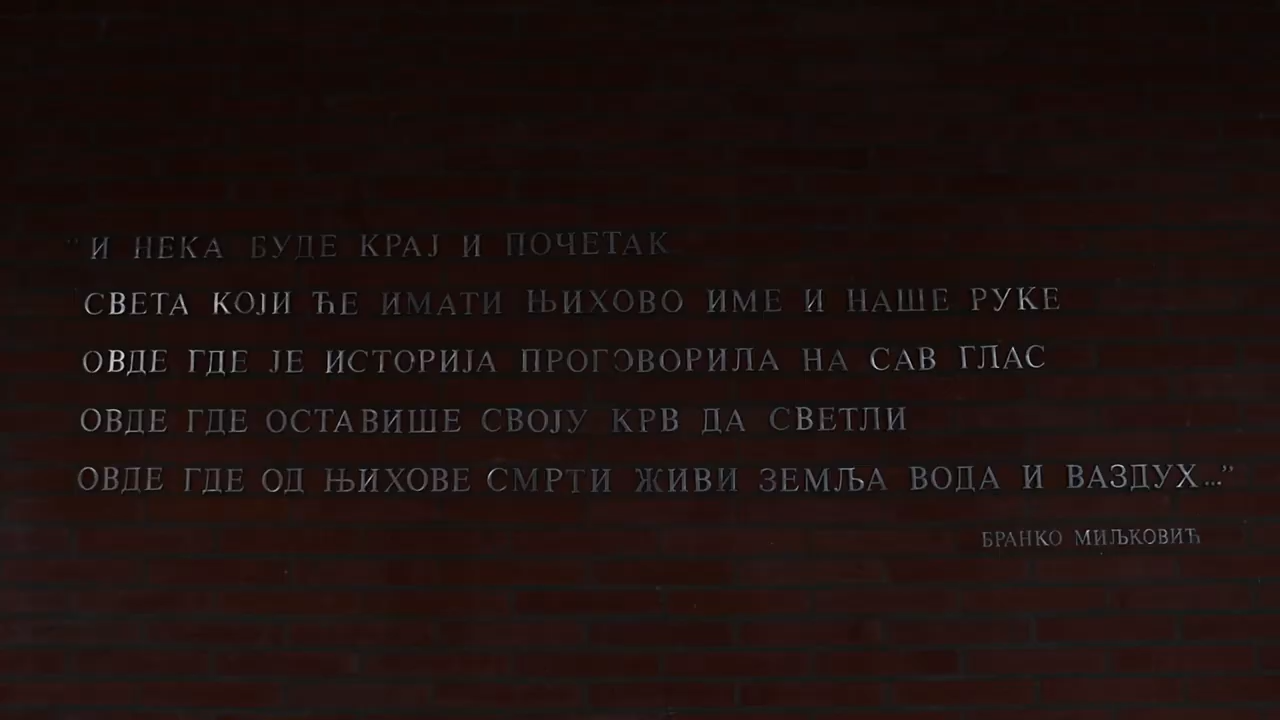 "И НЕКА БУДЕ КРАЈ И ПОЧЕТАК
СВЕТА КОЈИ ЋЕ ИМАТИ ЊИХОВО ИМЕ И НАШЕ РУКЕ
ОВДЕ ГДЕ ЈЕ ИСТОРИЈА ПРОГОВОРИЛА НА САВ ГЛАС
ОВДЕ ГДЕ ОСТАВИШЕ СВОЈУ КРВ ДА СВЕТЛИ
ОВДЕ ГДЕ ОД ЊИХОВЕ СМРТИ ЖИВИ ЗЕМЉА ВОДА И ВАЗДУХ..."
БРАНКО МИЉКОВИЋ